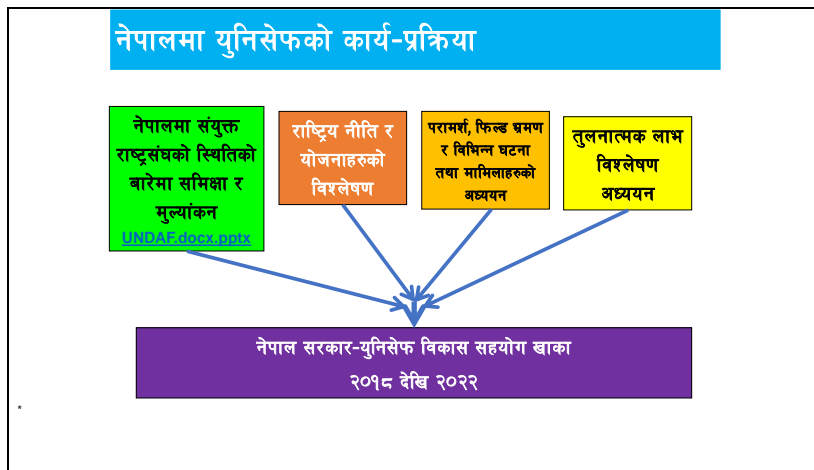 नेपालमा युनिसेफको कार्य-प्रक्रिया
नेपालमा संयुक्त
राष्ट्रसंघको स्थितिको
बारेमा समिक्षा र
मुल्यांकन
UNDAF.docx.pptx
राष्ट्रिय नीति र
योजनाहरुको
विश्लेषण
परामर्श, फिल्ड भ्रमण
र विभिन्न घटना
तथा मामिलाहरुको
अध्ययन
तुलनात्मक लाभ
विश्लेषण
अध्ययन
नेपाल सरकार-युनिसेफ विकास सहयोग खाका
२०१८ देखि २०२२
*